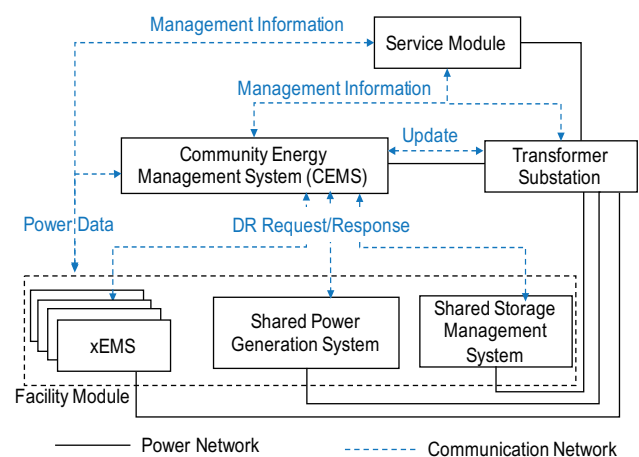 Management Information
Service Module
Management Information
Update
Community Energy
Management System (CEMS)
Transformer
Substation
Power Data
DR Request/Response
xEMS
Shared Power
Generation System
Shared Storage
Management
System
Facility Module
Power Network
Communication Network